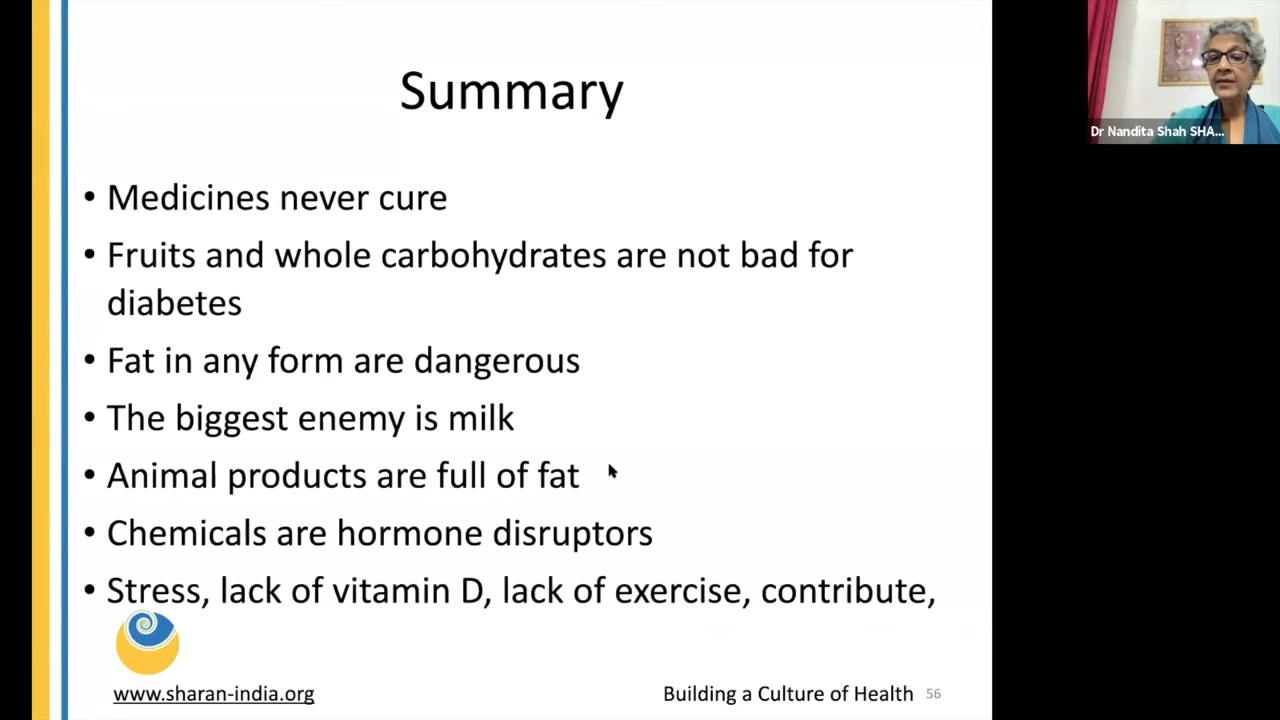 Summary
• Medicines never cure
• Fruits and whole carbohydrates are not bad for
diabetes
• Fat in any form are dangerous
• The biggest enemy is milk
• Animal products are full of fat
• Chemicals are hormone disruptors
• Stress, lack of vitamin D, lack of exercise, contribute,
www.sharan-india.org
Building a Culture of Health 56
Dr Nandita Shah SHA...